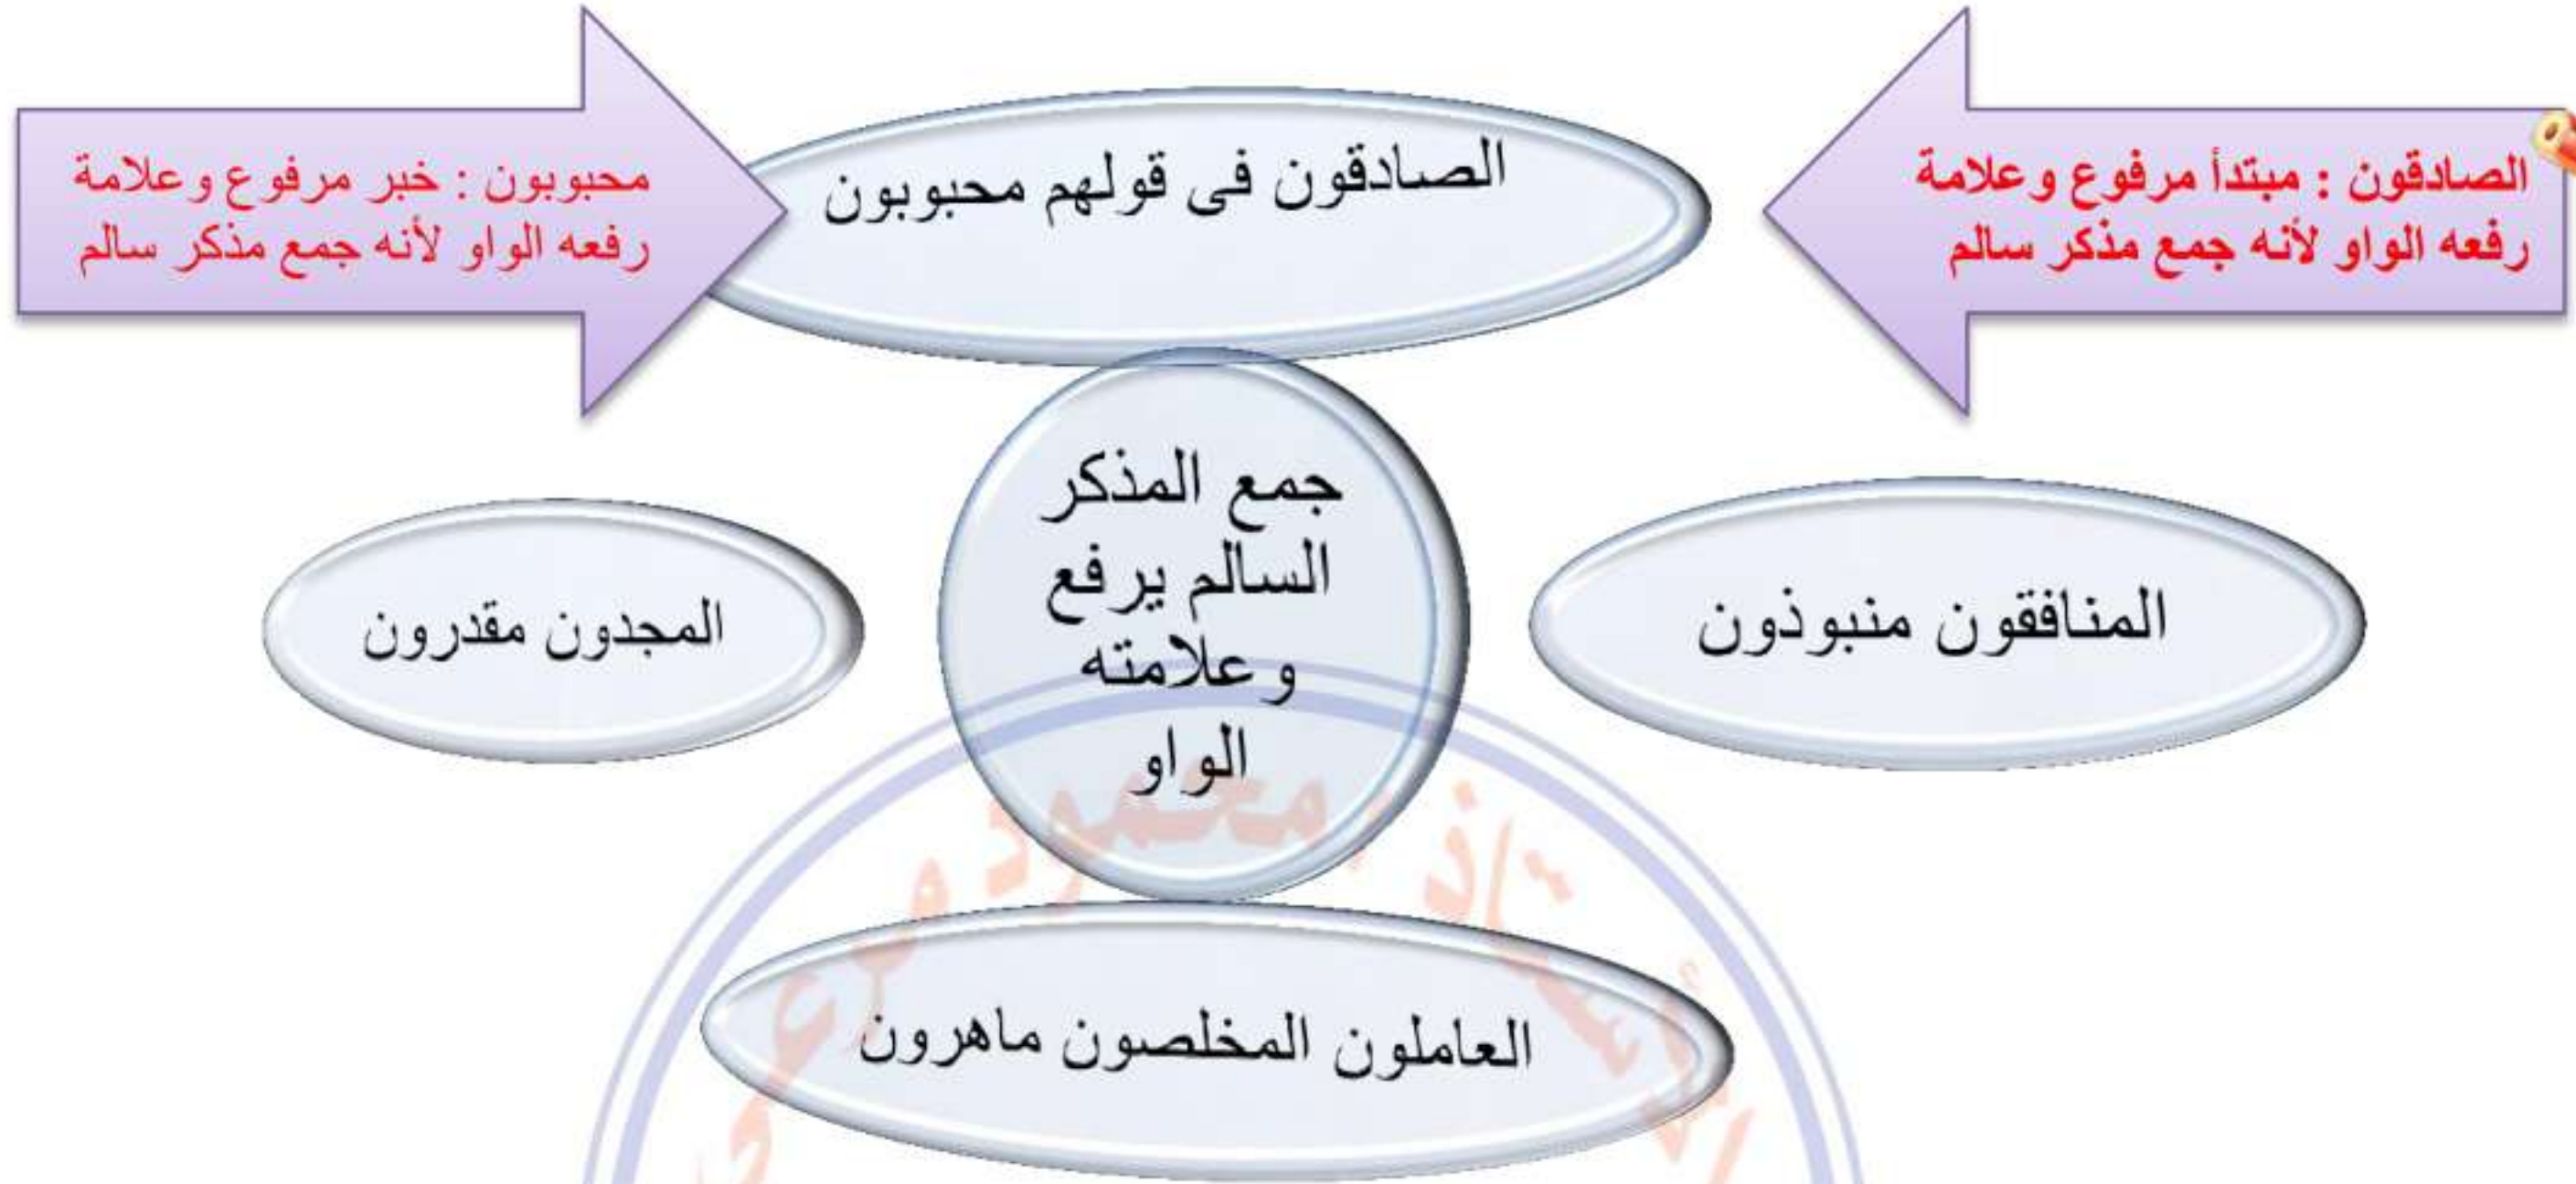 الصادقون : مبتدأ مرفوع وعلامة
رفعه الواو لأنه جمع مذكر سالم
الصادقون فى قولهم محبوبون
محبوبون : خبر مرفوع وعلامة
رفعه الواو لأنه جمع مذكر سالم
المنافقون منبوذون
جمع المذكر
السالم يرفع
وعلامته
الواو
المجدون مقدرون
العاملون المخلصون ماهرون